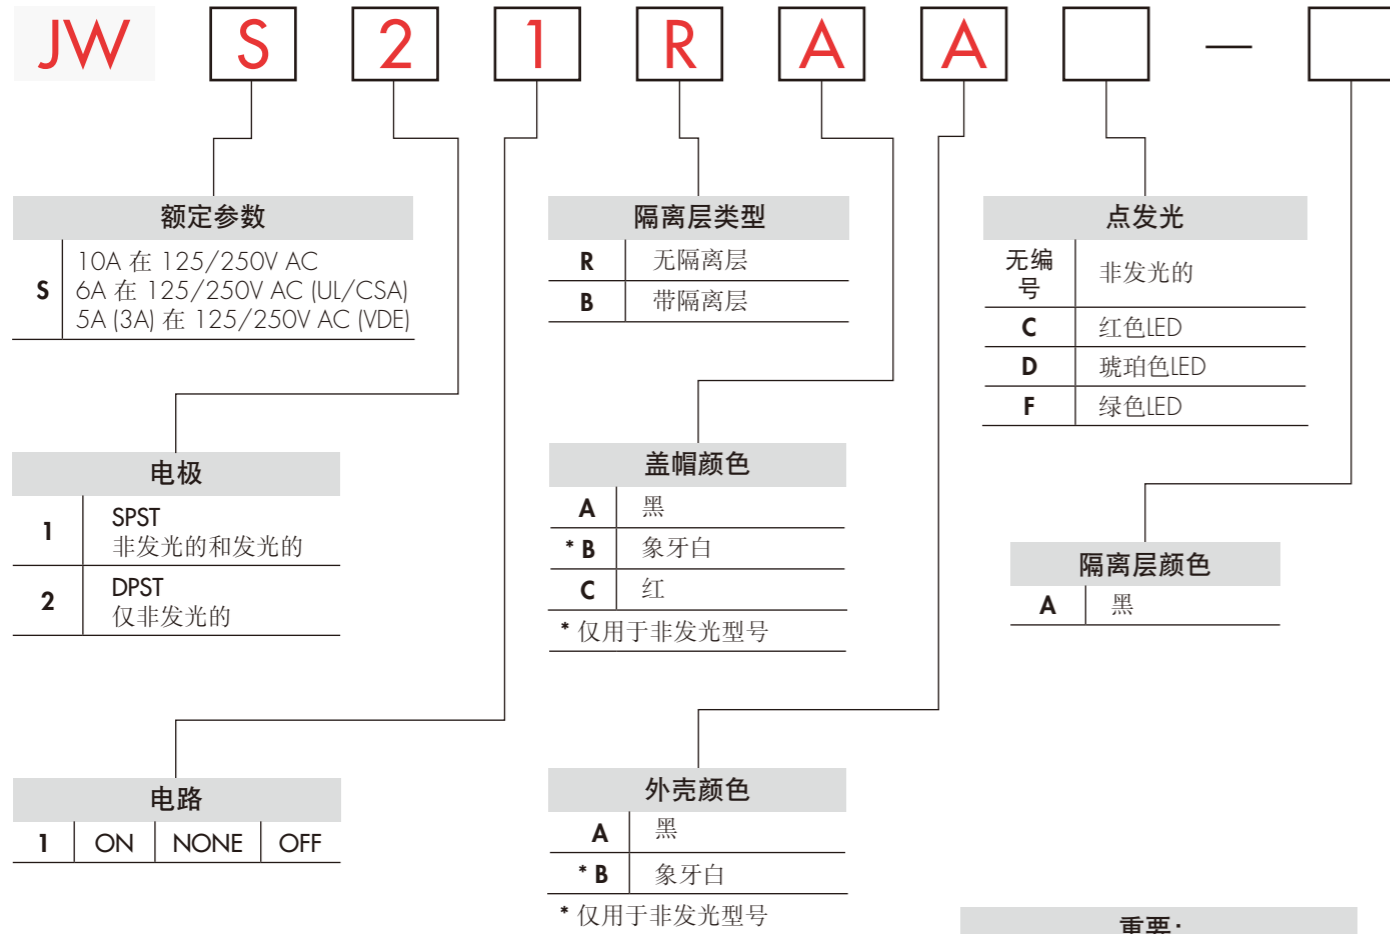 JW S 2 1 R A A —
额定参数
S
10A 在 125/250V AC
6A 在 125/250V AC (UL/CSA)
5A (3A) 在 125/250V AC (VDE)
电极
1 SPST
非发光的和发光的
2 DPST
仅非发光的
电路
1 ON NONE OFF
隔离层类型
R 无隔离层
B 带隔离层
盖帽颜色
A 黑
* B 象牙白
C 红
* 仅用于非发光型号
外壳颜色
A 黑
* B 象牙白
* 仅用于非发光型号
点发光
无编
号
非发光的
C 红色LED
D 琥珀色LED
F 绿色LED
隔离层颜色
A 黑
重要: